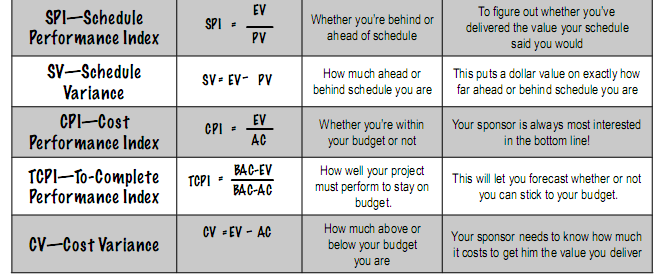 SPI—Schedule
Performance Index
SPI = EV
PV
Whether you're behind or
ahead of schedule
To figure out whether you've
delivered the value your schedule
said you would
SV—Schedule
Variance
SV = EV - PV
How much ahead or
behind schedule you are
This puts a dollar value on exactly how
far ahead or behind schedule you are
CPI—Cost
Performance Index
CPI = EV
AC
Whether you're within
your budget or not
Your sponsor is always most interested
in the bottom line!
TCPI—To-Complete
Performance Index
TCPI = BAC-EV
BAC-AC
How well your project
must perform to stay on
budget.
This will let you forecast whether or not
you can stick to your budget.
CV—Cost Variance
CV = EV - AC
How much above or
below your budget
you are
Your sponsor needs to know how much
it costs to get him the value you deliver